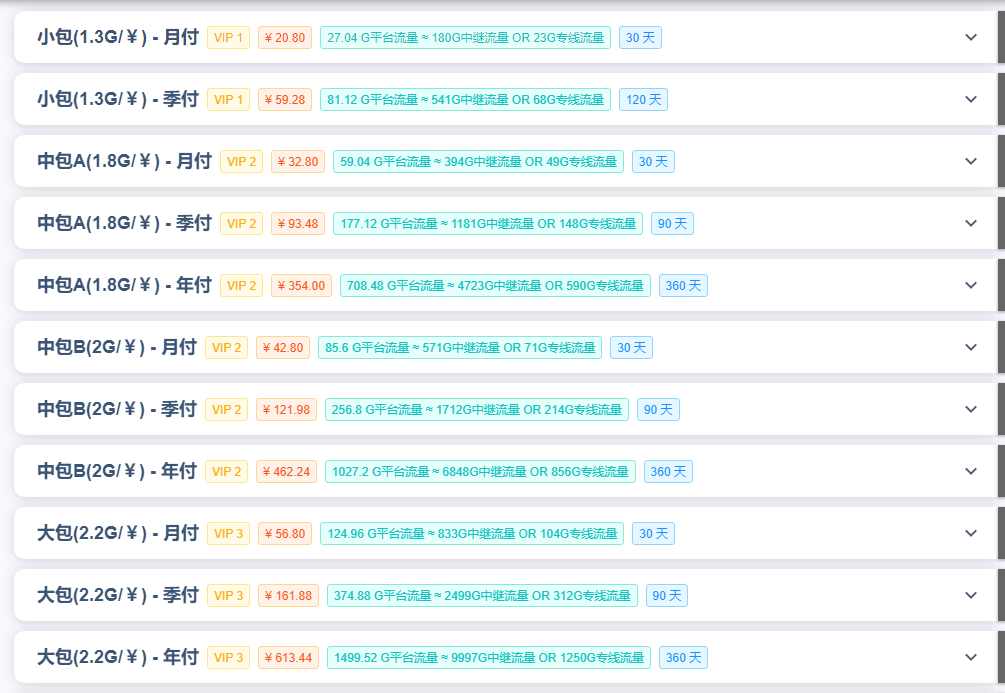 小包(1.3G/￥) - 月付 VIP 1 ￥20.80 27.04 G平台流量 ≈ 180G中继流量 OR 23G专线流量 30 天
小包(1.3G/￥) - 季付 VIP 1 ￥59.28 81.12 G平台流量 ≈ 541G中继流量 OR 68G专线流量 120 天
中包A(1.8G/￥) - 月付 VIP 2 ￥32.80 59.04 G平台流量 ≈ 394G中继流量 OR 49G专线流量 30 天
中包A(1.8G/￥) - 季付 VIP 2 ￥93.48 177.12 G平台流量 ≈ 1181G中继流量 OR 148G专线流量 90 天
中包A(1.8G/￥) - 年付 VIP 2 ￥354.00 708.48 G平台流量 ≈ 4723G中继流量 OR 590G专线流量 360 天
中包B(2G/￥) - 月付 VIP 2 ￥42.80 85.6 G平台流量 ≈ 571G中继流量 OR 71G专线流量 30 天
中包B(2G/￥) - 季付 VIP 2 ￥121.98 256.8 G平台流量 ≈ 1712G中继流量 OR 214G专线流量 90 天
中包B(2G/￥) - 年付 VIP 2 ￥462.24 1027.2 G平台流量 ≈ 6848G中继流量 OR 856G专线流量 360 天
大包(2.2G/￥) - 月付 VIP 3 ￥56.80 124.96 G平台流量 ≈ 833G中继流量 OR 104G专线流量 30 天
大包(2.2G/￥) - 季付 VIP 3 ￥161.88 374.88 G平台流量 ≈ 2499G中继流量 OR 312G专线流量 90 天
大包(2.2G/￥) - 年付 VIP 3 ￥613.44 1499.52 G平台流量 ≈ 9997G中继流量 OR 1250G专线流量 360 天